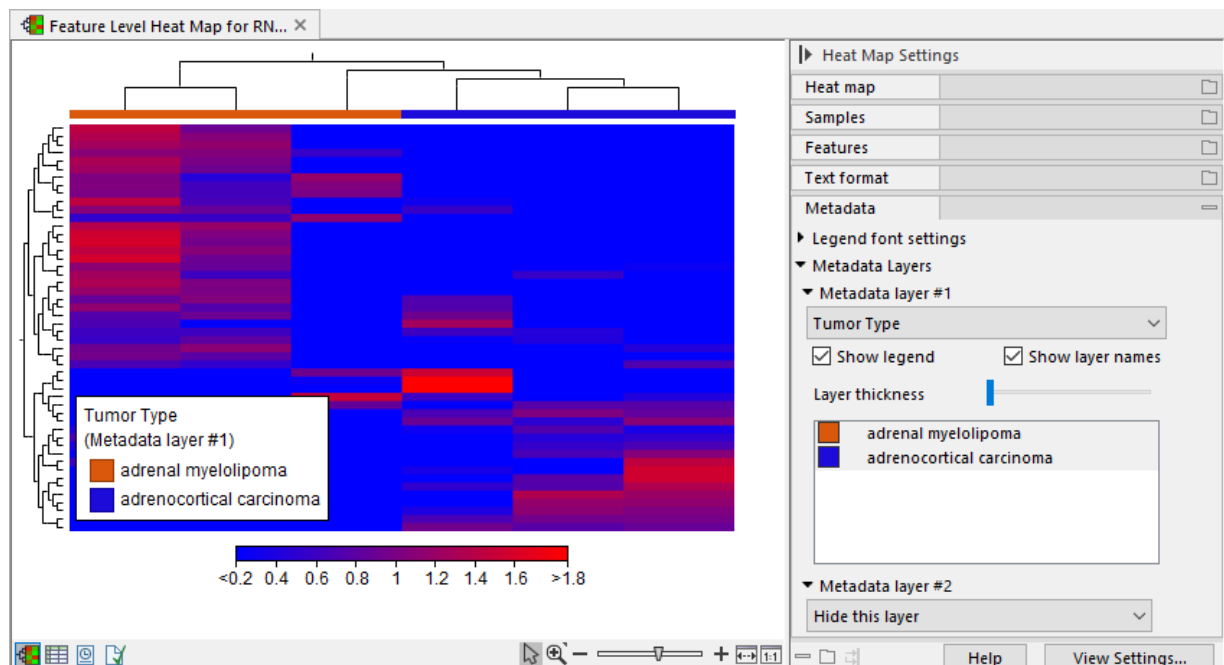 Feature Level Heat Map for RN...
Tumor Type
(Metadata layer #1)
adrenal myelolipoma
adrenocortical carcinoma
<0.2 0.4 0.6 0.8 1 1.2 1.4 1.6 >1.8
1:1
Heat Map Settings
Heat map
Samples
Features
Text format
Metadata
Legend font settings
Metadata Layers
Metadata layer #1
Tumor Type
Show legend Show layer names
Layer thickness
adrenal myelolipoma
adrenocortical carcinoma
Metadata layer #2
Hide this layer
Help View Settings...